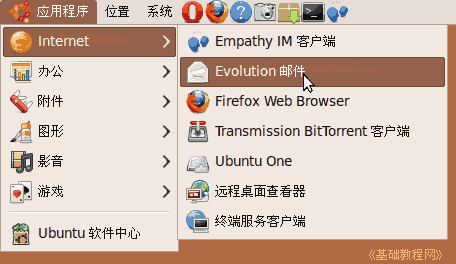 应用程序 位置 系统
Internet
办公
附件
图形
影音
游戏
Ubuntu 软件中心
Empathy IM 客户端
Evolution 邮件
Firefox Web Browser
Transmission BitTorrent 客户端
Ubuntu One
远程桌面查看器
终端服务客户端
《基础教程网》